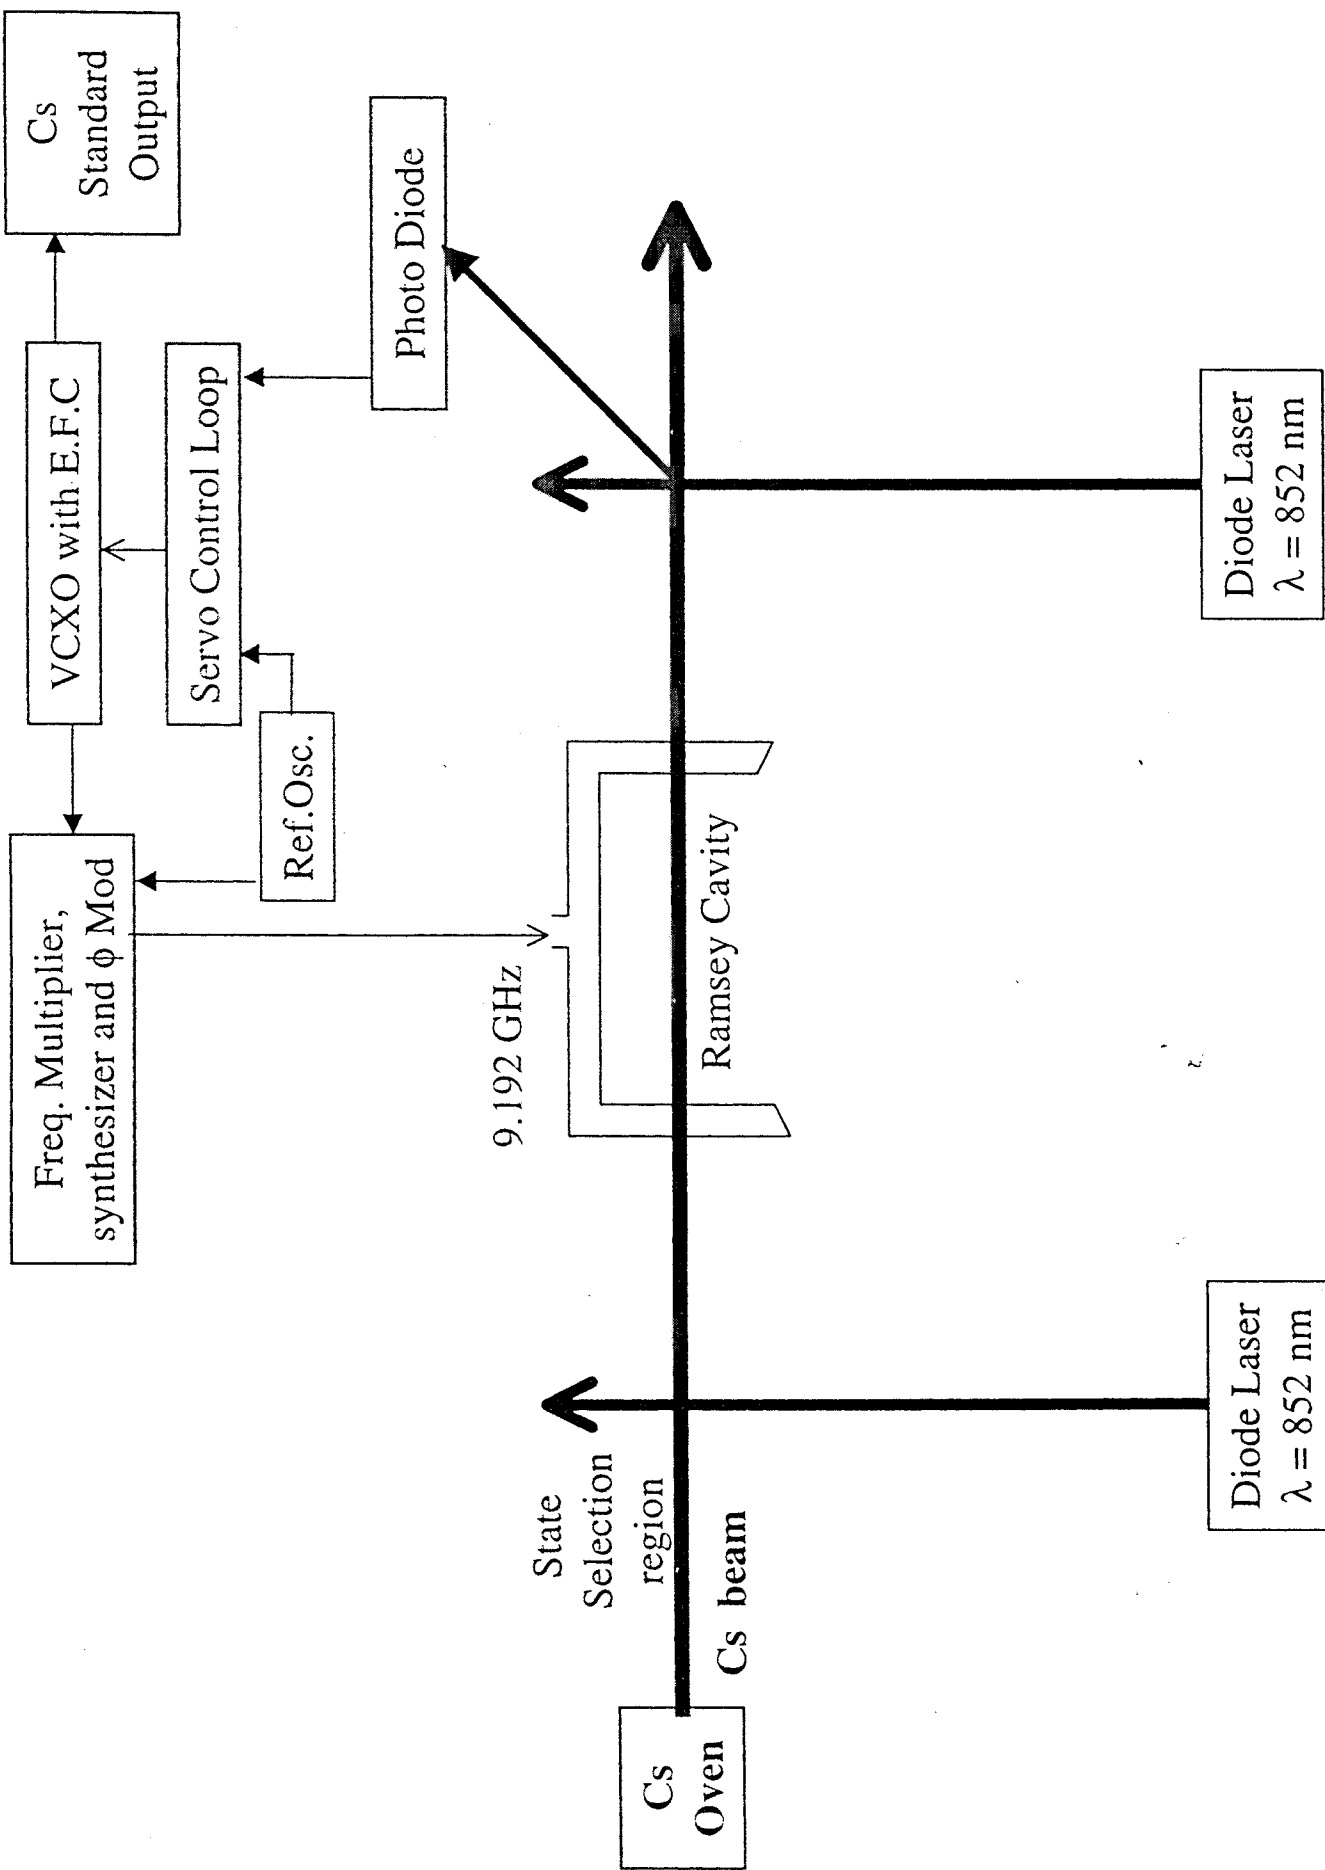 Freq. Multiplier,
synthesizer and ϕ Mod
VCXO with E.F.C
Cs
Standard
Output
Servo Control Loop
Ref.Osc.
Photo Diode
9.192 GHz
State
Selection
region
Ramsey Cavity
Cs
Oven
Cs beam
Diode Laser
λ = 852 nm
Diode Laser
λ = 852 nm